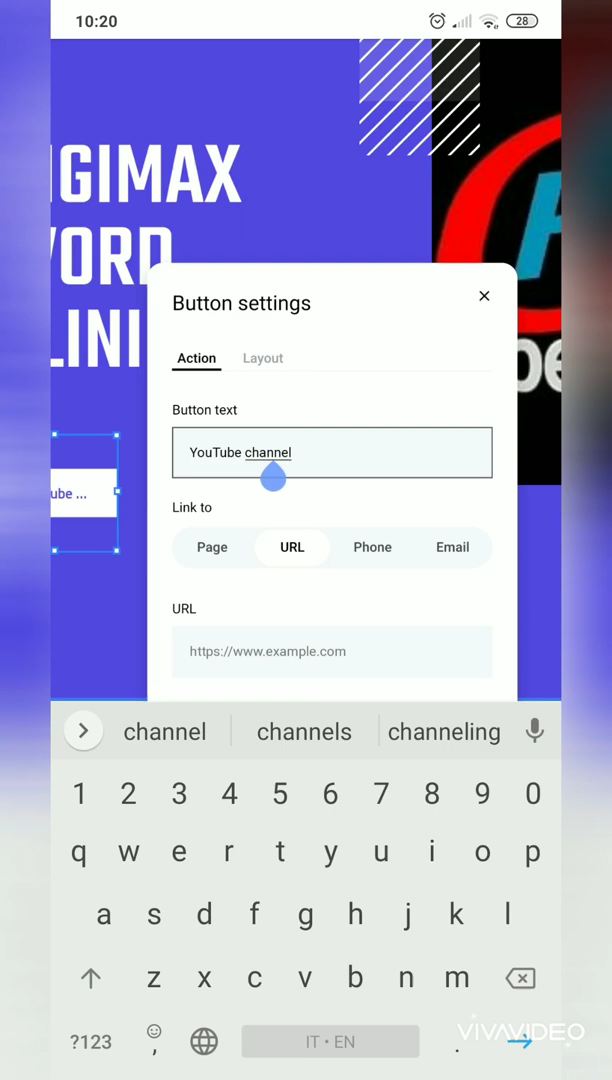 10:20
28
IGIMAX
ORD
LINI
Button settings
Action Layout
Button text
YouTube channel
ube ...
Link to
Page URL Phone Email
URL
https://www.example.com
channel channels channeling
1 2 3 4 5 6 7 8 9 0
q w e r t y u i o p
a s d f g h j k l
z x c v b n m
?123 , IT • EN .
VIVAVIDEO